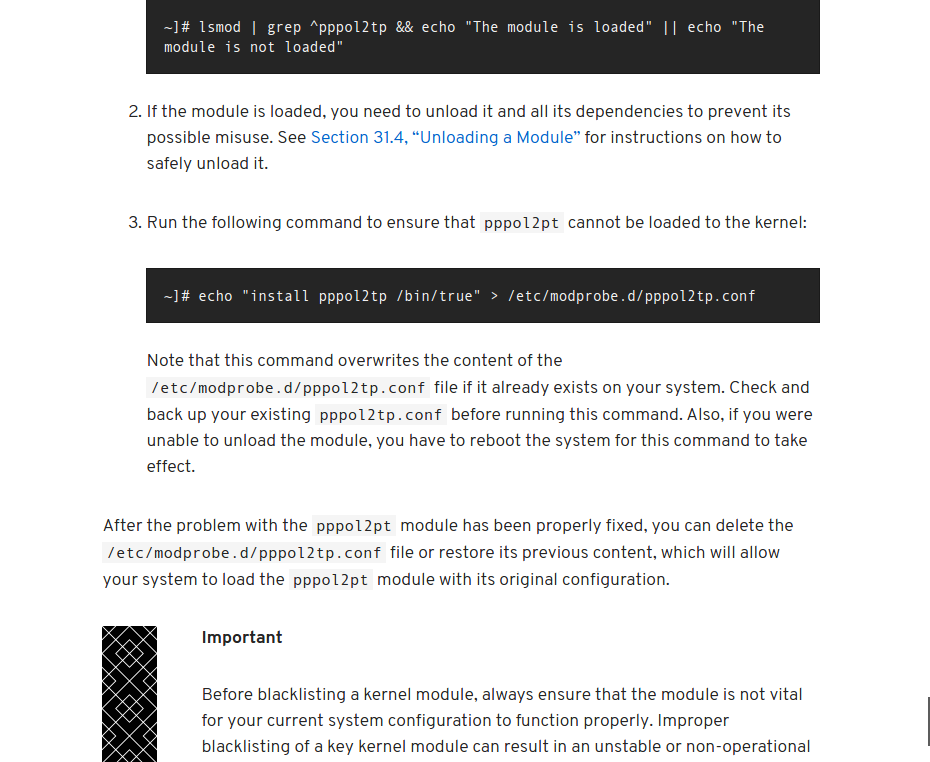 ~]# lsmod | grep ^pppol2tp && echo "The module is loaded" || echo "The
module is not loaded"
2. If the module is loaded, you need to unload it and all its dependencies to prevent its
possible misuse. See Section 31.4, “Unloading a Module” for instructions on how to
safely unload it.
3. Run the following command to ensure that pppol2pt cannot be loaded to the kernel:
~]# echo "install pppol2tp /bin/true" > /etc/modprobe.d/pppol2tp.conf
Note that this command overwrites the content of the
/etc/modprobe.d/pppol2tp.conf file if it already exists on your system. Check and
back up your existing pppol2tp.conf before running this command. Also, if you were
unable to unload the module, you have to reboot the system for this command to take
effect.
After the problem with the pppol2pt module has been properly fixed, you can delete the
/etc/modprobe.d/pppol2tp.conf file or restore its previous content, which will allow
your system to load the pppol2pt module with its original configuration.
Important
Before blacklisting a kernel module, always ensure that the module is not vital
for your current system configuration to function properly. Improper
blacklisting of a key kernel module can result in an unstable or non-operational